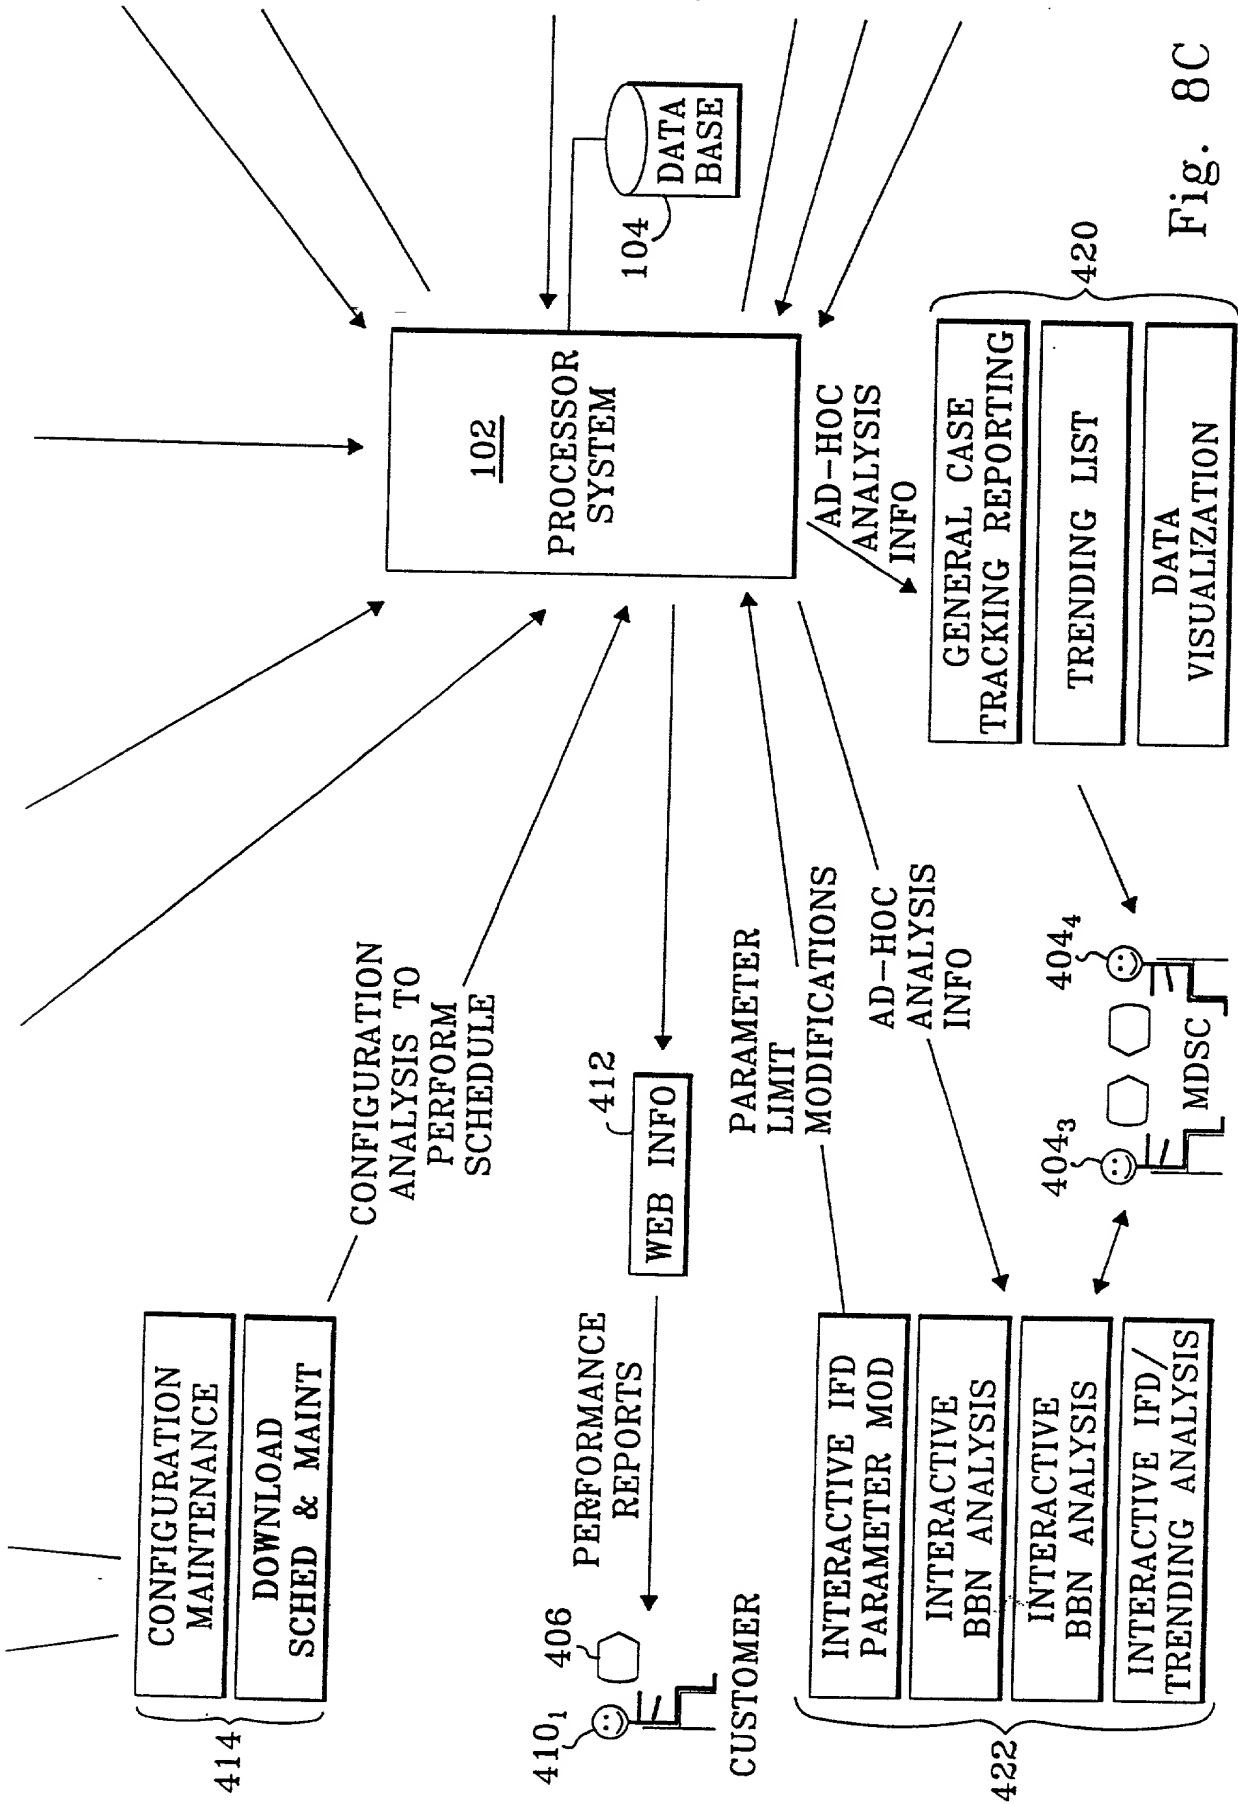 414
CONFIGURATION
MAINTENANCE
DOWNLOAD
SCHED & MAINT
CONFIGURATION
ANALYSIS TO
PERFORM
SCHEDULE
102
PROCESSOR
SYSTEM
104
DATA
BASE
410₁
406
CUSTOMER
PERFORMANCE
REPORTS
412
WEB INFO
PARAMETER
LIMIT
MODIFICATIONS
AD-HOC
ANALYSIS
INFO
AD-HOC
ANALYSIS
INFO
422
INTERACTIVE IFD
PARAMETER MOD
INTERACTIVE
BBN ANALYSIS
INTERACTIVE
BBN ANALYSIS
INTERACTIVE IFD/
TRENDING ANALYSIS
404₃
404₄
MDSC
GENERAL CASE
TRACKING REPORTING
TRENDING LIST
DATA
VISUALIZATION
420
Fig. 8C